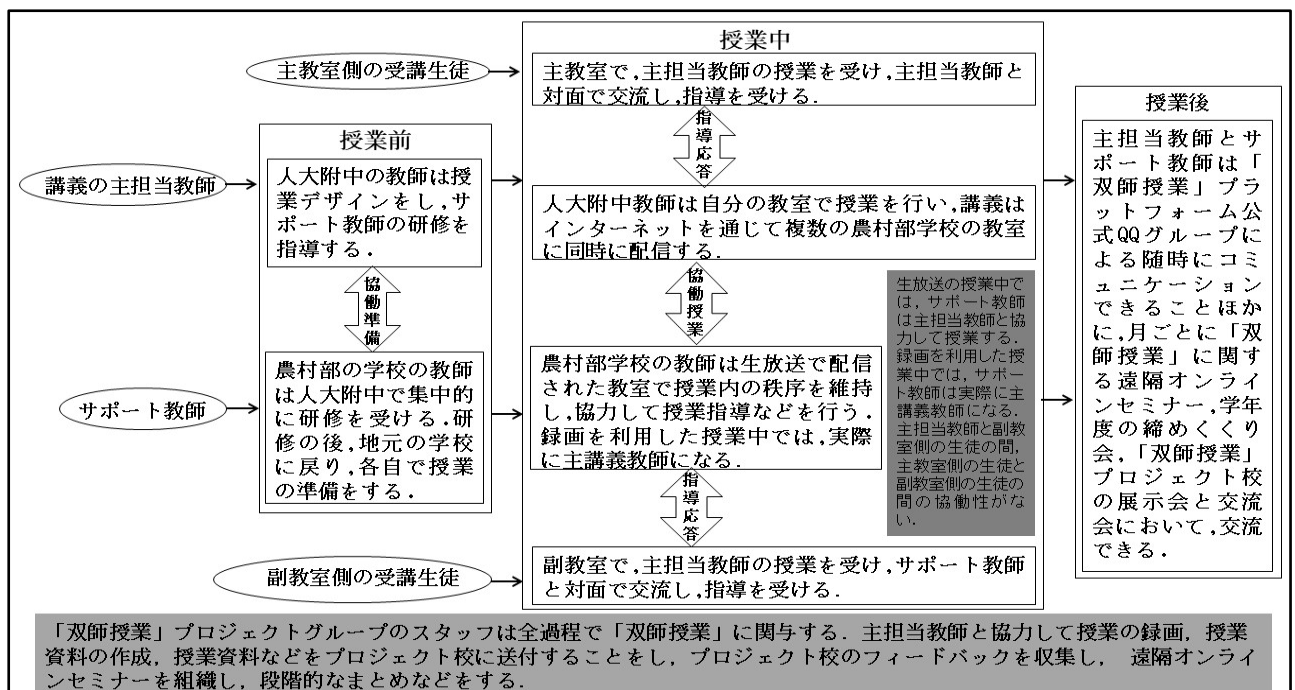 主教室側の受講生徒
講義の主担当教師
サポート教師
副教室側の受講生徒
授業前
人大附中の教師は授
業デザインをし,サ
ポート教師の研修を
指導する.
協働準備
農村部の学校の教師
は人大附中で集中的
に研修を受ける.研
修の後,地元の学校
に戻り,各自で授業
の準備をする.
授業中
主教室で,主担当教師の授業を受け,主担当教師と
対面で交流し,指導を受ける.
指導応答
人大附中教師は自分の教室で授業を行い,講義は
インターネットを通じて複数の農村部学校の教室
に同時に配信する.
協働授業
農村部学校の教師は生放送で配信
された教室で授業内の秩序を維持
し,協力して授業指導などを行う.
録画を利用した授業中では,実際
に主講義教師になる.
指導応答
副教室で,主担当教師の授業を受け,サポート教師
と対面で交流し,指導を受ける.
生放送の授業中で
は,サポート教師
は主担当教師と協
力して授業する.
録画を利用した授
業中では,サポー
ト教師は実際に主
講義教師になる.
主担当教師と副教
室側の生徒の間,
主教室側の生徒と
副教室側の生徒の
間の協働性がな
い.
授業後
主担当教師とサ
ポート教師は「
双師授業」プラ
ットフォーム公
式QQグループに
よる随時にコミ
ュニケーション
できることほか
に,月ごとに「双
師授業」に関す
る遠隔オンライ
ンセミナー,学年
度の締めくくり
会,「双師授業」
プロジェクト校
の展示会と交流
会において,交流
できる.
「双師授業」プロジェクトグループのスタッフは全過程で「双師授業」に関与する.主担当教師と協力して授業の録画,授業
資料の作成,授業資料などをプロジェクト校に送付することをし,プロジェクト校のフィードバックを収集し, 遠隔オンライ
ンセミナーを組織し,段階的なまとめなどをする.